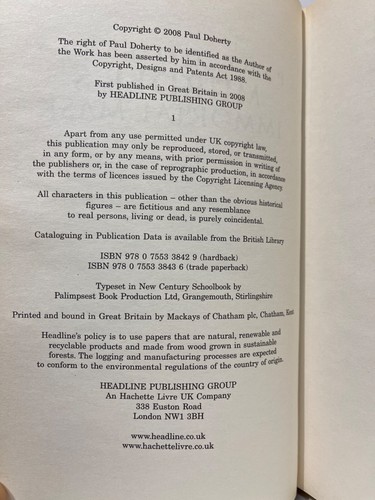 Copyright © 2008 Paul Doherty
The right of Paul Doherty to be identified as the Author of
the Work has been asserted by him in accordance with the
Copyright, Designs and Patents Act 1988.
First published in Great Britain in 2008
by HEADLINE PUBLISHING GROUP
1
Apart from any use permitted under UK copyright law,
this publication may only be reproduced, stored, or transmitted,
in any form, or by any means, with prior permission in writing of
the publishers or, in the case of reprographic production, in accordance
with the terms of licences issued by the Copyright Licensing Agency.
All characters in this publication – other than the obvious historical
figures – are fictitious and any resemblance
to real persons, living or dead, is purely coincidental.
Cataloguing in Publication Data is available from the British Library
ISBN 978 0 7553 3842 9 (hardback)
ISBN 978 0 7553 3843 6 (trade paperback)
Typeset in New Century Schoolbook by
Palimpsest Book Production Ltd, Grangemouth, Stirlingshire
Printed and bound in Great Britain by Mackays of Chatham plc, Chatham, Kent
Headline's policy is to use papers that are natural, renewable and
recyclable products and made from wood grown in sustainable
forests. The logging and manufacturing processes are expected
to conform to the environmental regulations of the country of origin.
HEADLINE PUBLISHING GROUP
An Hachette Livre UK Company
338 Euston Road
London NW1 3BH
www.headline.co.uk
www.hachettelivre.co.uk